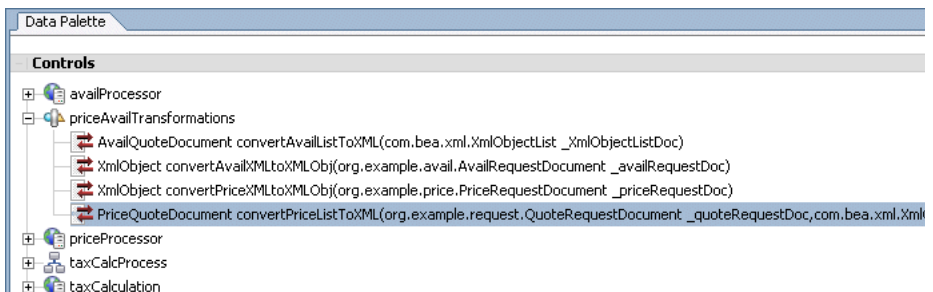 Data Palette
Controls
availProcessor
priceAvailTransformations
AvailQuoteDocument convertAvailListToXML(com.bea.xml.XmlObjectList _XmlObjectListDoc)
XmlObject convertAvailXMLtoXMLObj(org.example.avail.AvailRequestDocument _availRequestDoc)
XmlObject convertPriceXMLtoXMLObj(org.example.price.PriceRequestDocument _priceRequestDoc)
PriceQuoteDocument convertPriceListToXML(org.example.request.QuoteRequestDocument _quoteRequestDoc,com.bea.xml.Xml
priceProcessor
taxCalcProcess
taxCalculation